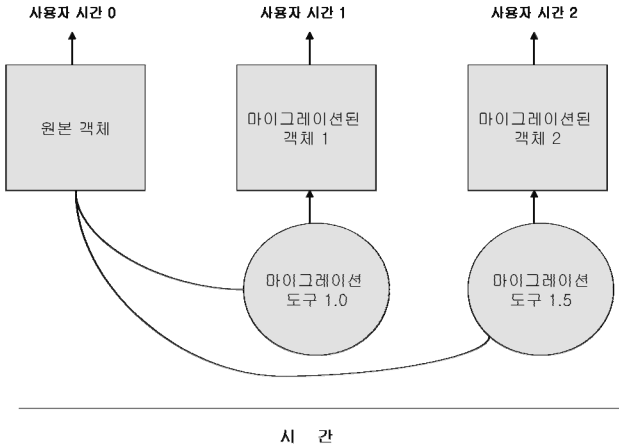 사용자 시간 0
사용자 시간 1
사용자 시간 2
원본 객체
마이그레이션된
객체 1
마이그레이션된
객체 2
마이그레이션
도구 1.0
마이그레이션
도구 1.5
시 간